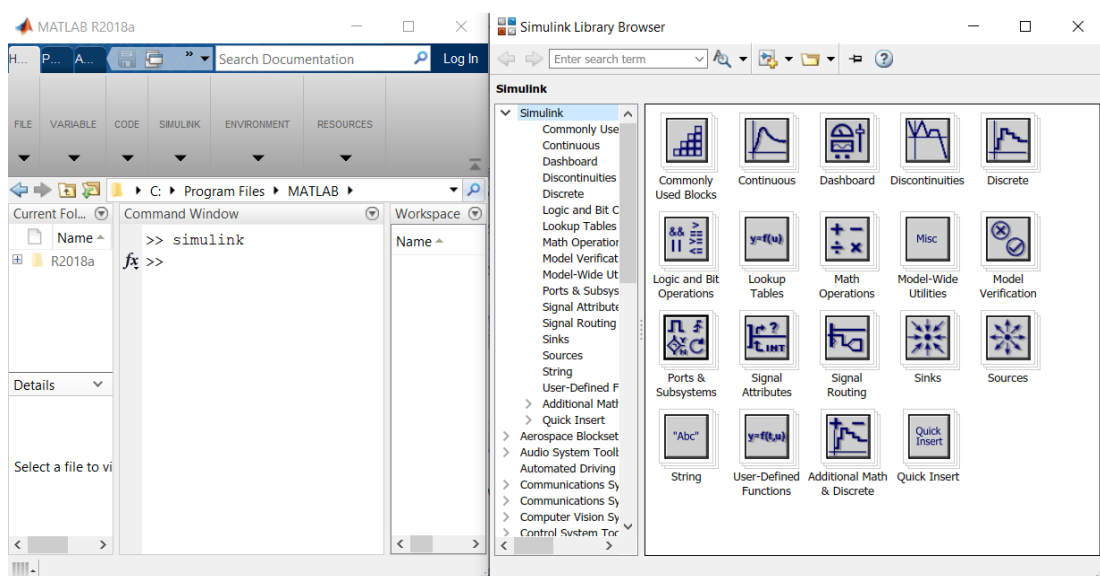 MATLAB R2018a
H... P... A...
Search Documentation
Log In
FILE VARIABLE CODE SIMULINK ENVIRONMENT RESOURCES
C: Program Files MATLAB
Current Fol...
Name
R2018a
Details
Select a file to vi
Command Window
>> simulink
fx >>
Workspace
Name
Simulink Library Browser
Enter search term
Simulink
Simulink
Commonly Use
Continuous
Dashboard
Discontinuities
Discrete
Logic and Bit C
Lookup Tables
Math Operation
Model Verificat
Model-Wide Ut
Ports & Subsys
Signal Attribute
Signal Routing
Sinks
Sources
String
User-Defined F
Additional Math
Quick Insert
Aerospace Blockset
Audio System Toolb
Automated Driving
Communications Sy
Communications Sy
Computer Vision Sy
Control System Too
Commonly
Used Blocks
Continuous
Dashboard
Discontinuities
Discrete
&& >
|| ==
>=
<=
y=f(u)
+ −
÷ ×
Misc
Logic and Bit
Operations
Lookup
Tables
Math
Operations
Model-Wide
Utilities
Model
Verification
Y
N
?
INT
Ports &
Subsystems
Signal
Attributes
Signal
Routing
Sinks
Sources
"Abc"
y=f(t,u)
+ −
Quick
Insert
String
User-Defined
Functions
Additional Math
& Discrete
Quick Insert